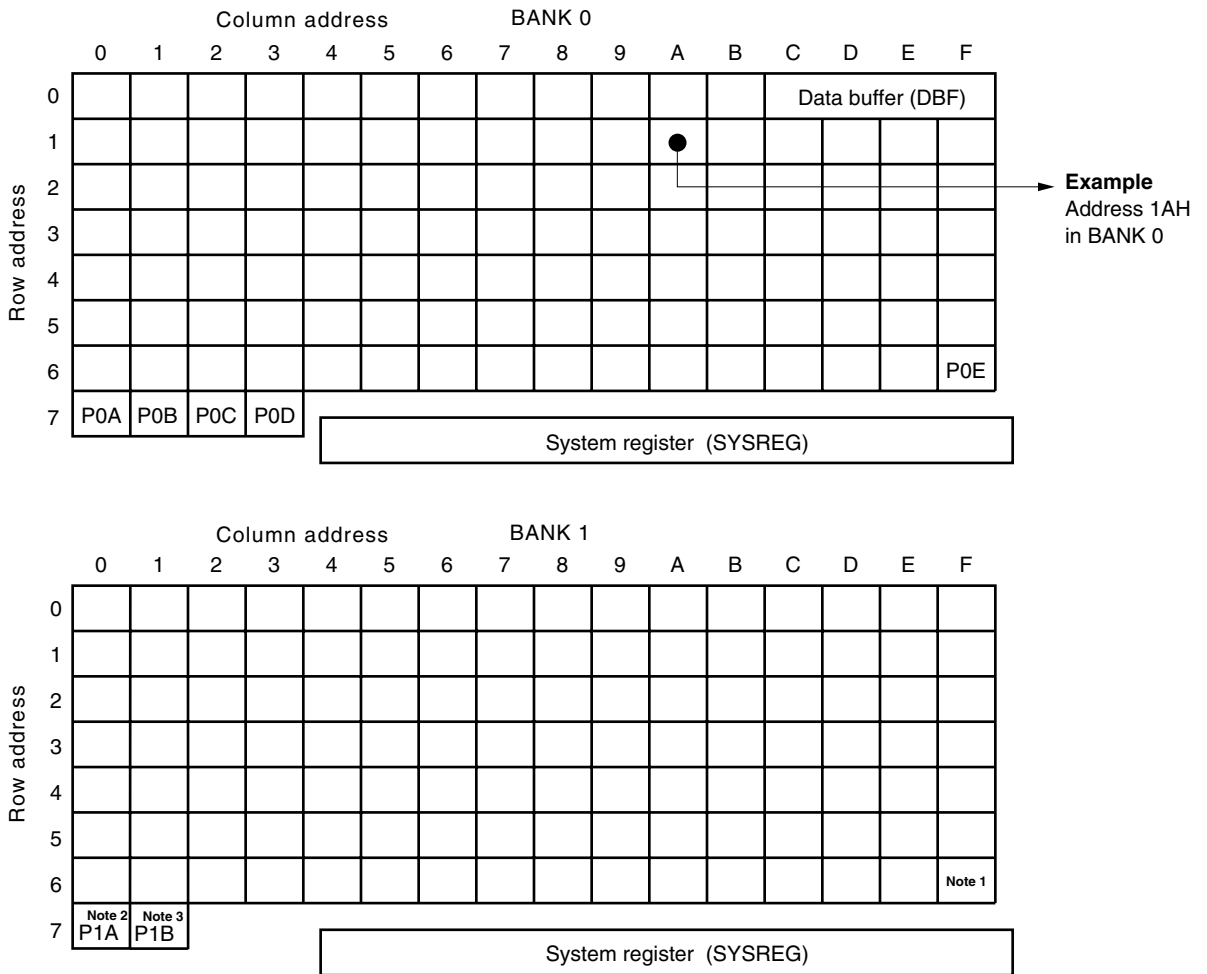 Column address BANK 0
0 1 2 3 4 5 6 7 8 9 A B C D E F
Row address
0 Data buffer (DBF)
1
2
Example
Address 1AH
in BANK 0
3
4
5
6 P0E
7 P0A P0B P0C P0D
System register (SYSREG)
Column address BANK 1
0 1 2 3 4 5 6 7 8 9 A B C D E F
Row address
0
1
2
3
4
5
6 Note 1
Note 2 Note 3
7 P1A P1B
System register (SYSREG)